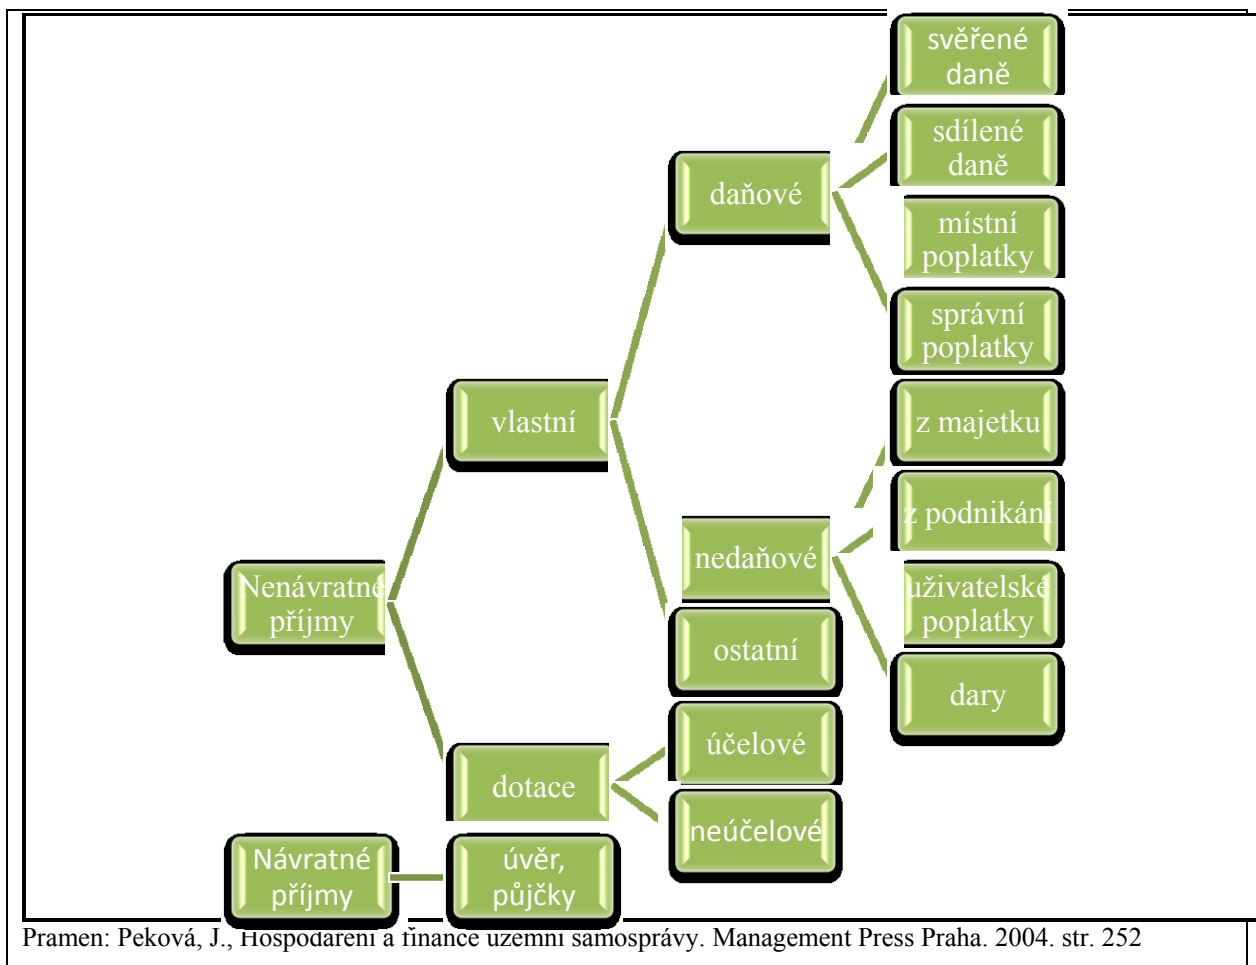 svěřené
daně
sdílené
daně
daňové
místní
poplatky
správní
poplatky
vlastní
z majetku
z podnikání
nedaňové
Nenávratné
příjmy
uživatelské
poplatky
ostatní
dary
účelové
dotace
neúčelové
Návratné
příjmy
úvěr,
půjčky
Pramen: Peková, J., Hospodaření a finance územní samosprávy. Management Press Praha. 2004. str. 252